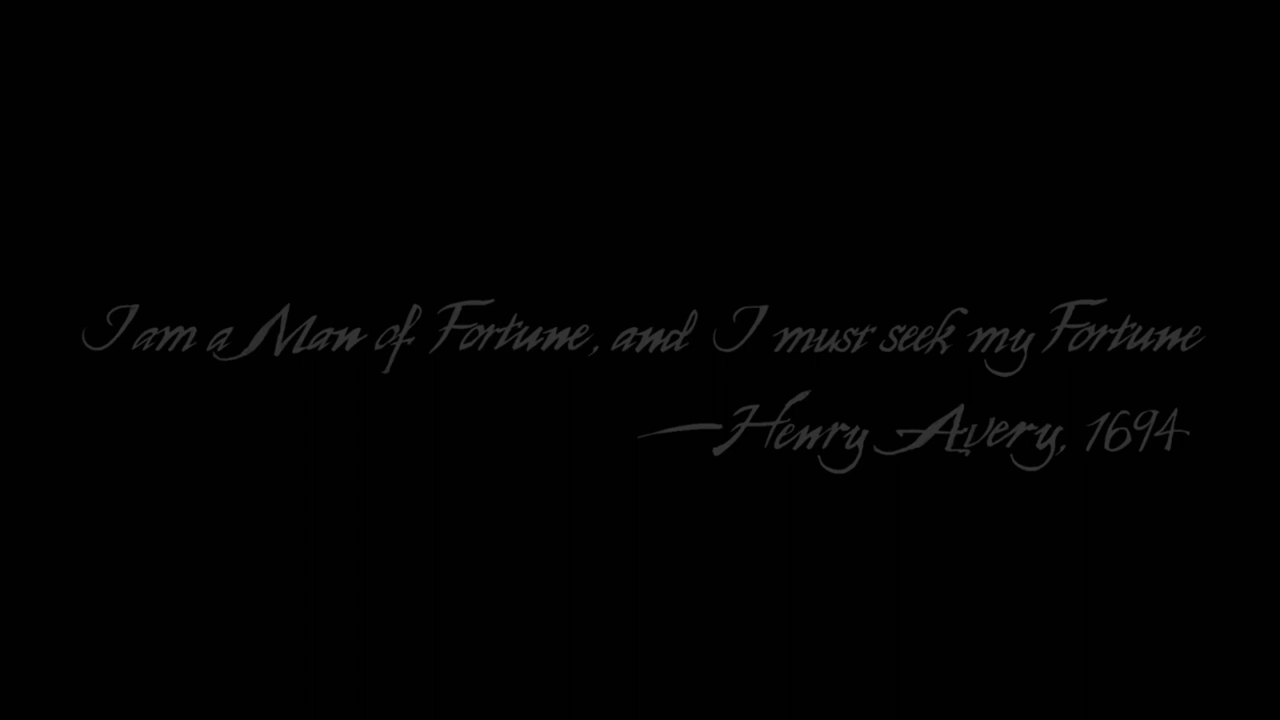 I am a Man of Fortune, and I must seek my Fortune
—Henry Avery, 1694